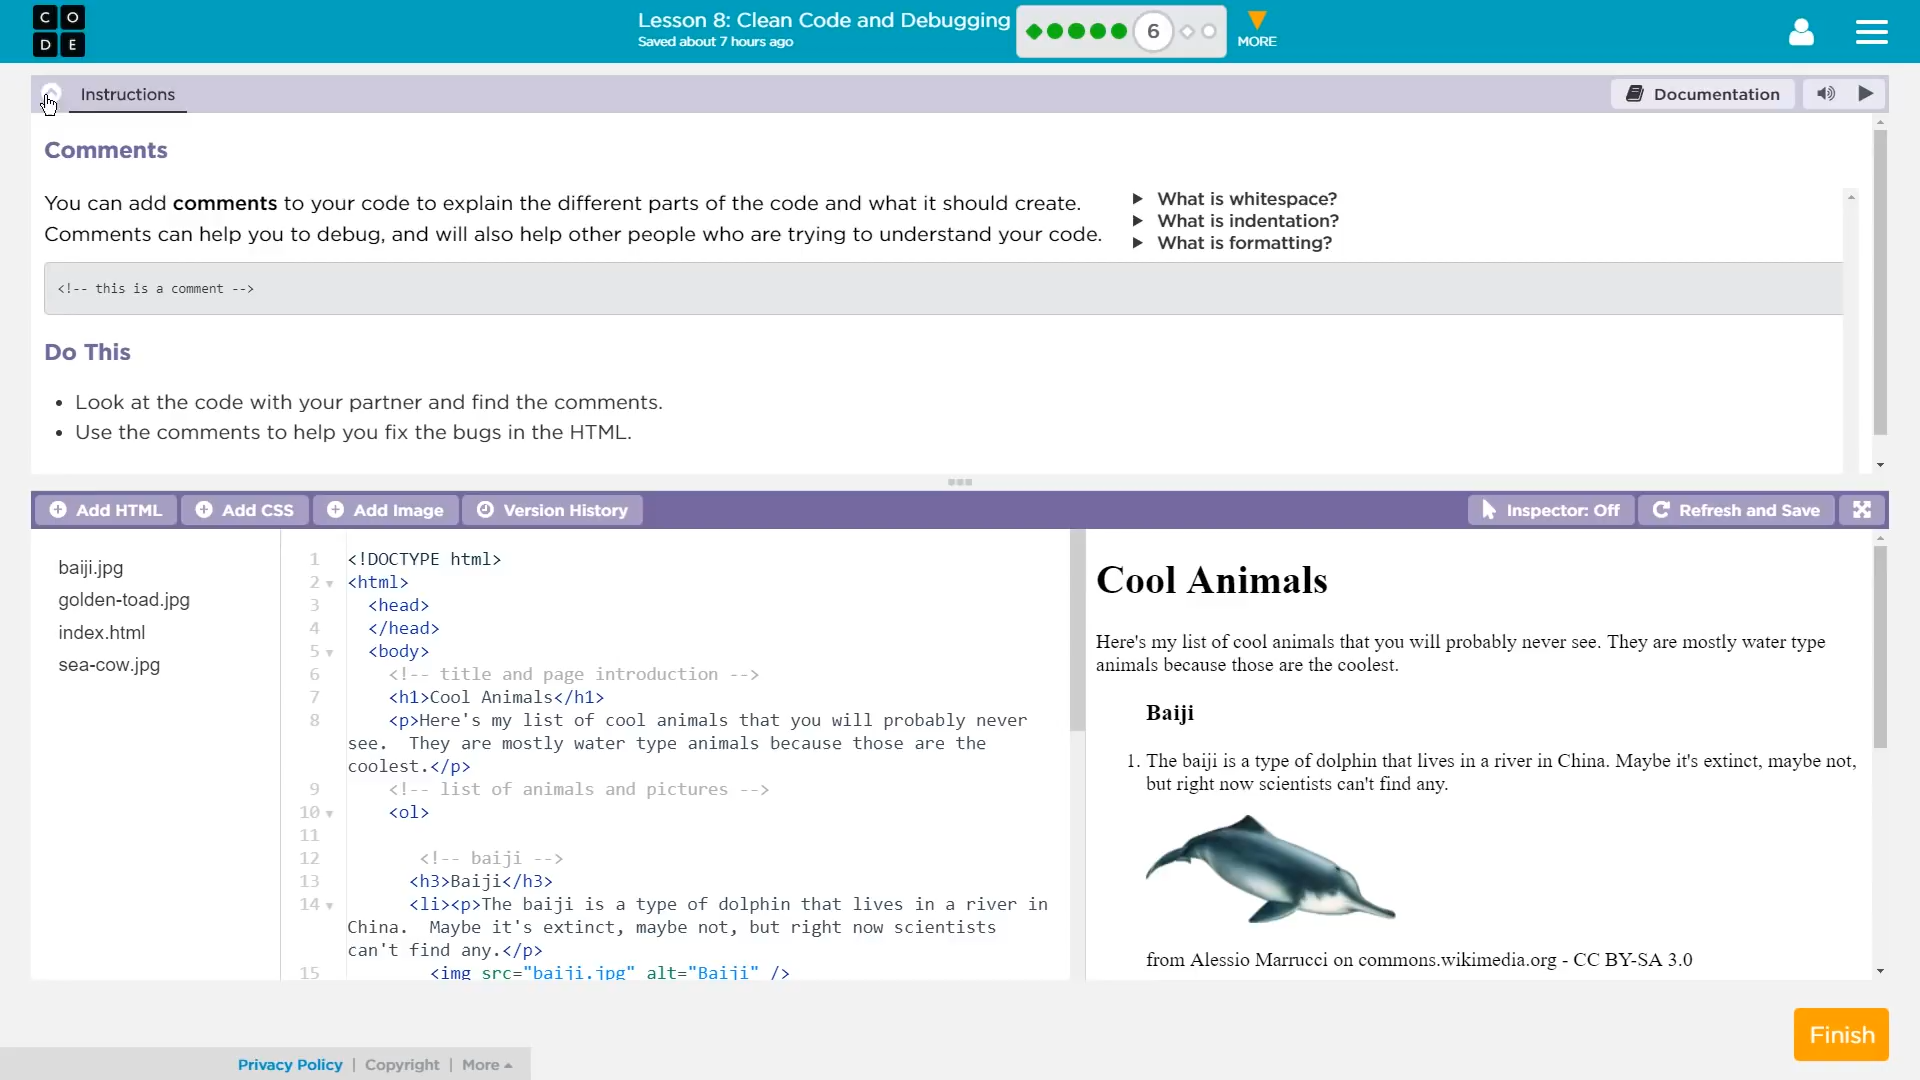 CODE
Lesson 8: Clean Code and Debugging
Saved about 7 hours ago
6
MORE
Instructions
Documentation
Comments
You can add comments to your code to explain the different parts of the code and what it should create.
Comments can help you to debug, and will also help other people who are trying to understand your code.
What is whitespace?
What is indentation?
What is formatting?
<!-- this is a comment -->
Do This
• Look at the code with your partner and find the comments.
• Use the comments to help you fix the bugs in the HTML.
Add HTML
Add CSS
Add Image
Version History
Inspector: Off
Refresh and Save
baiji.jpg
golden-toad.jpg
index.html
sea-cow.jpg
1 <!DOCTYPE html>
2 <html>
3 <head>
4 </head>
5 <body>
6 <!-- title and page introduction -->
7 <h1>Cool Animals</h1>
8 <p>Here's my list of cool animals that you will probably never
see.  They are mostly water type animals because those are the
coolest.</p>
9 <!-- list of animals and pictures -->
10 <ol>
11
12 <!-- baiji -->
13 <h3>Baiji</h3>
14 <li><p>The baiji is a type of dolphin that lives in a river in
China.  Maybe it's extinct, maybe not, but right now scientists
can't find any.</p>
15 <img src="baiji.jpg" alt="Baiji" />
Cool Animals
Here's my list of cool animals that you will probably never see. They are mostly water type
animals because those are the coolest.
Baiji
1. The baiji is a type of dolphin that lives in a river in China. Maybe it's extinct, maybe not,
but right now scientists can't find any.
from Alessio Marrucci on commons.wikimedia.org - CC BY-SA 3.0
Finish
Privacy Policy | Copyright | More